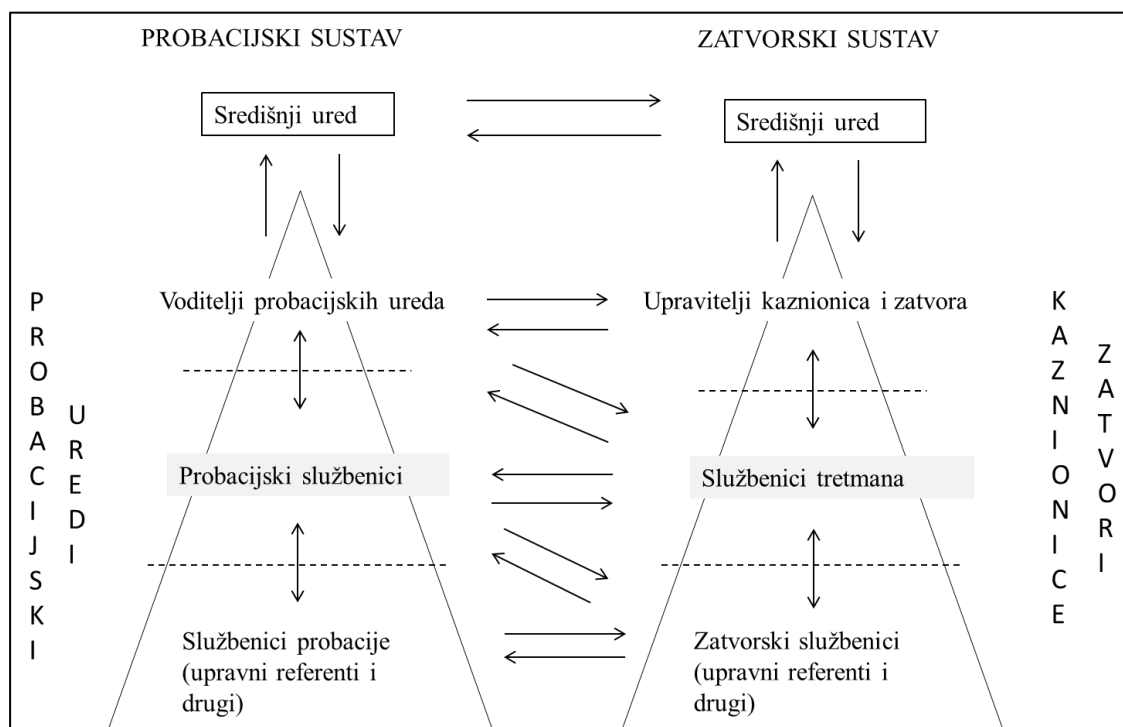 PROBACIJSKI SUSTAV
ZATVORSKI SUSTAV
Središnji ured
Središnji ured
Voditelji probacijskih ureda
Upravitelji kaznionica i zatvora
PROBACIJSKI
UREDI
KAZNIONICE
ZATVORI
Probacijski službenici
Službenici tretmana
Službenici probacije
(upravni referenti i
drugi)
Zatvorski službenici
(upravni referenti i
drugi)